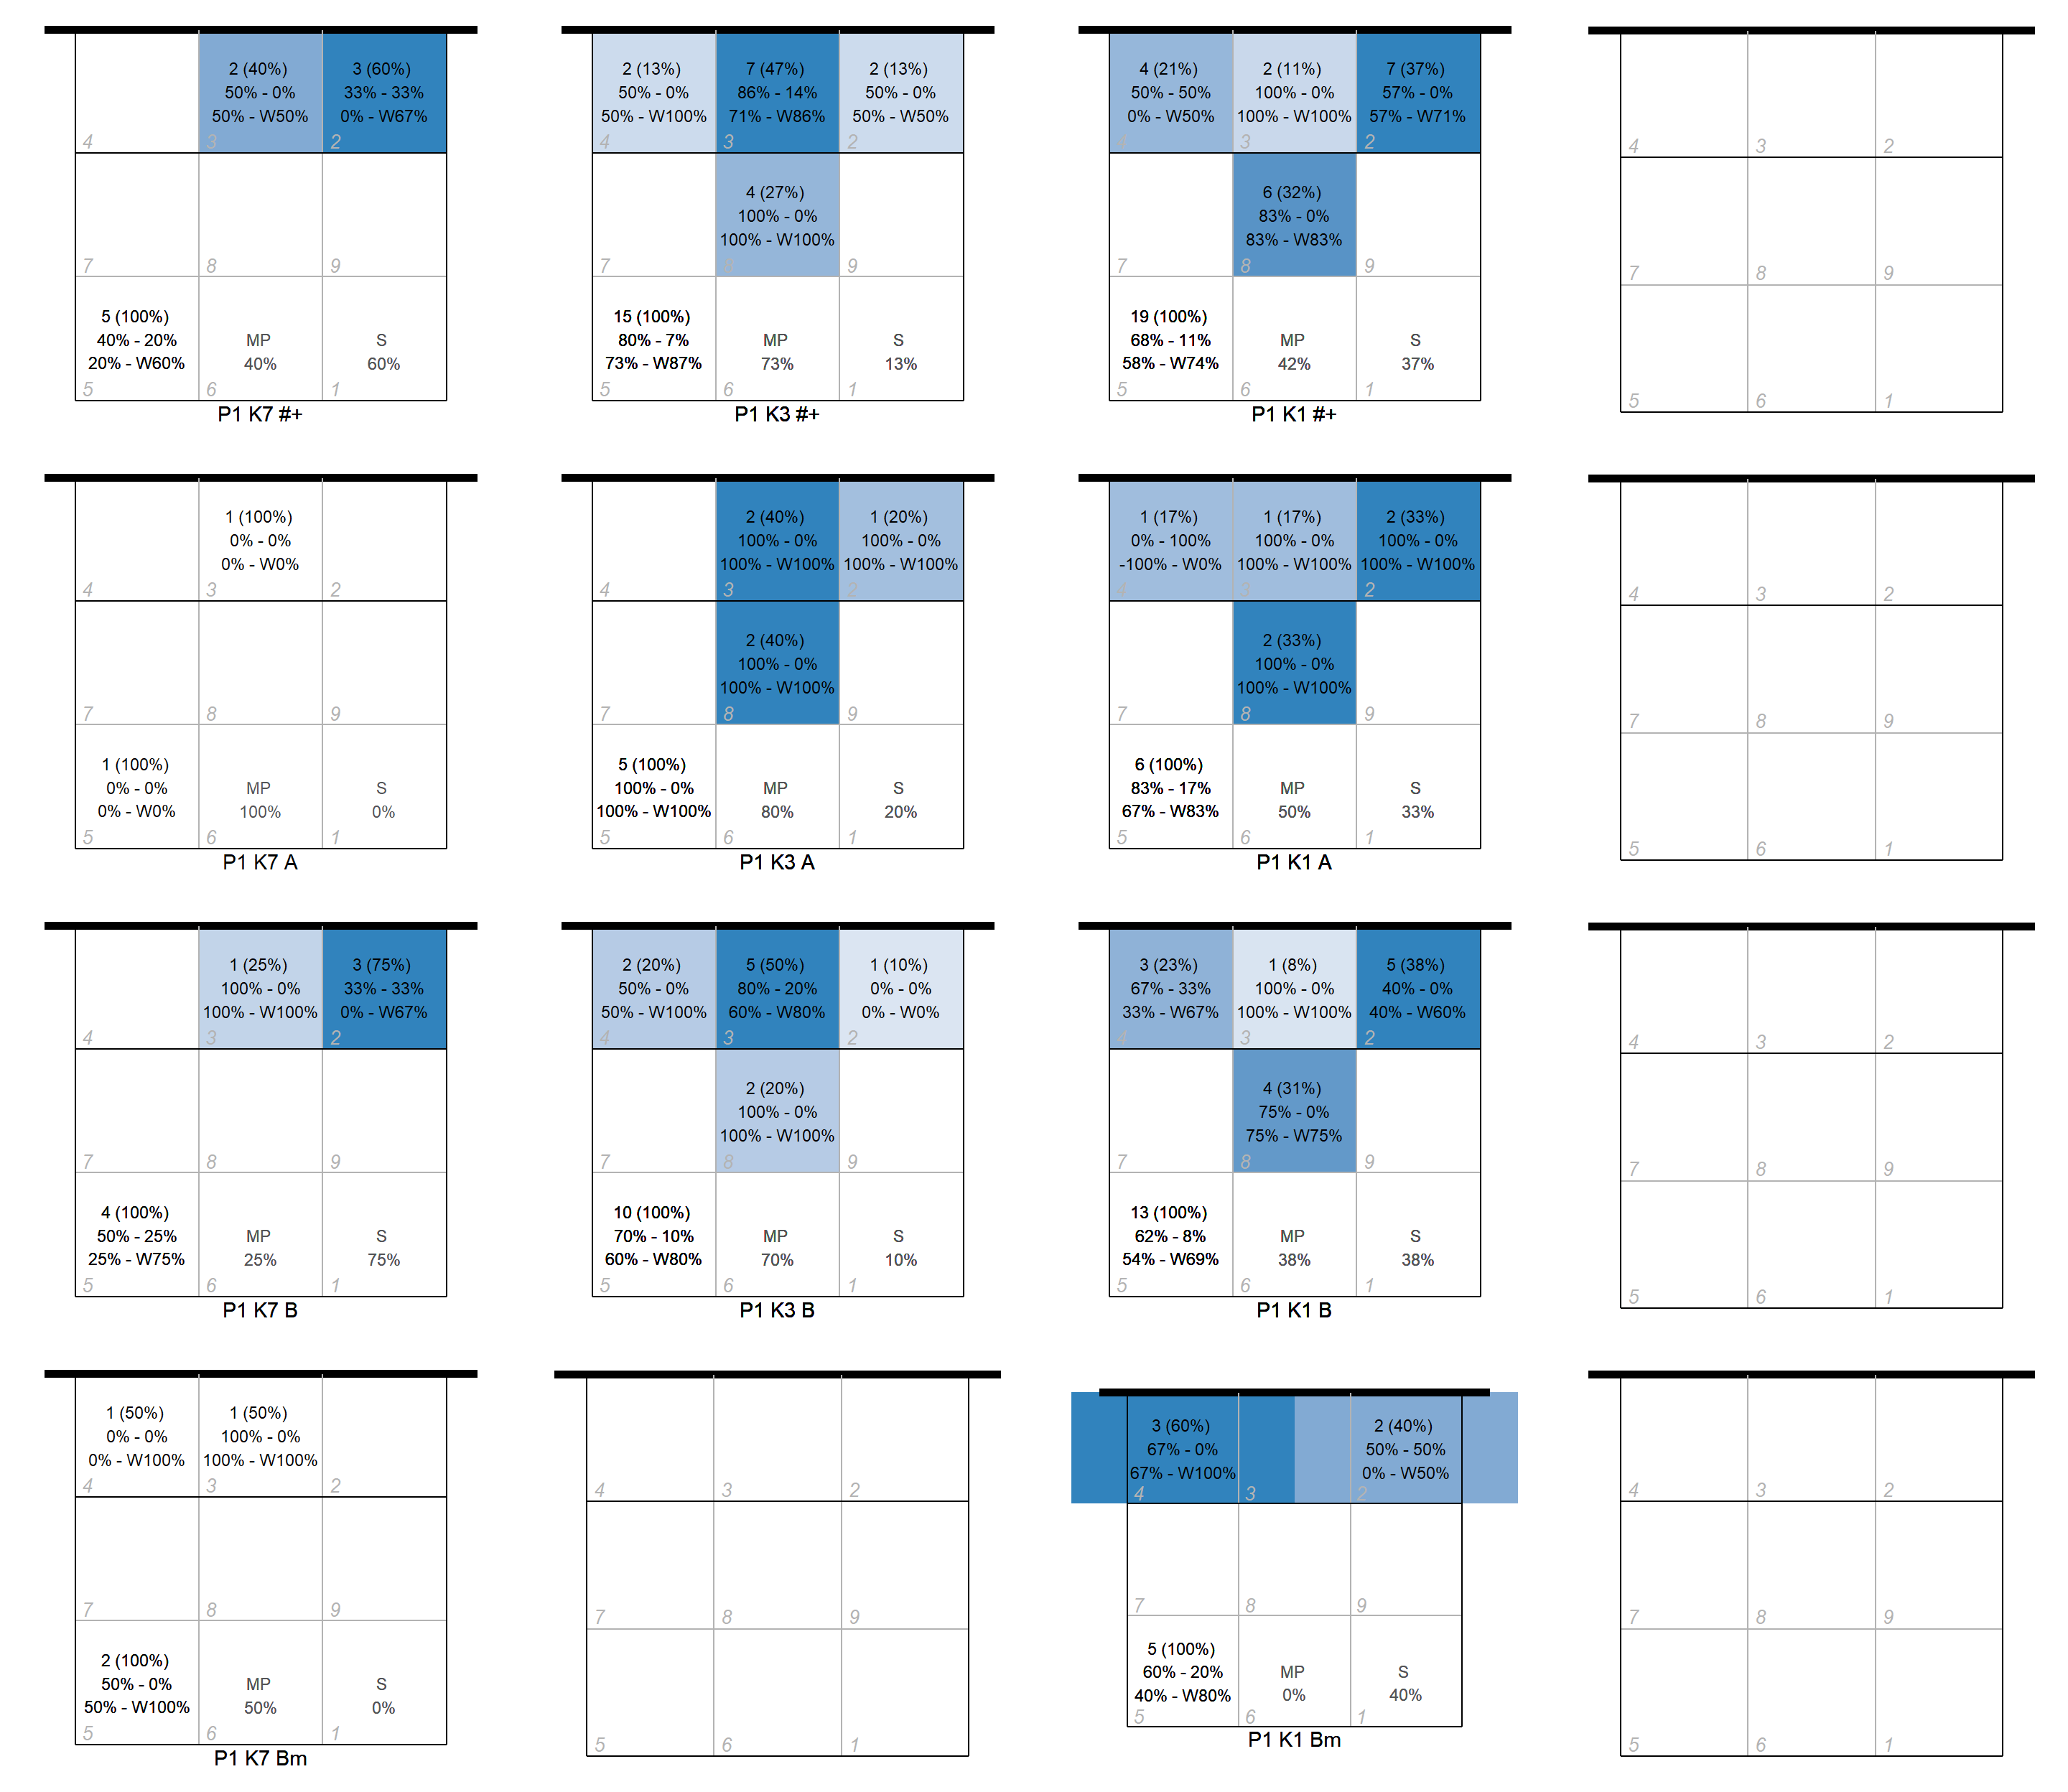 2 (40%)
50% - 0%
50% - W50%
3 (60%)
33% - 33%
0% - W67%
4
3
2
7
8
9
5 (100%)
40% - 20%
20% - W60%
MP
40%
S
60%
5
6
1
P1 K7 #+
2 (13%)
50% - 0%
50% - W100%
7 (47%)
86% - 14%
71% - W86%
2 (13%)
50% - 0%
50% - W50%
4
3
2
4 (27%)
100% - 0%
100% - W100%
7
8
9
15 (100%)
80% - 7%
73% - W87%
MP
73%
S
13%
5
6
1
P1 K3 #+
4 (21%)
50% - 50%
0% - W50%
2 (11%)
100% - 0%
100% - W100%
7 (37%)
57% - 0%
57% - W71%
4
3
2
6 (32%)
83% - 0%
83% - W83%
7
8
9
19 (100%)
68% - 11%
58% - W74%
MP
42%
S
37%
5
6
1
P1 K1 #+
4
3
2
7
8
9
5
6
1
1 (100%)
0% - 0%
0% - W0%
4
3
2
7
8
9
1 (100%)
0% - 0%
0% - W0%
MP
100%
S
0%
5
6
1
P1 K7 A
2 (40%)
100% - 0%
100% - W100%
1 (20%)
100% - 0%
100% - W100%
4
3
2
2 (40%)
100% - 0%
100% - W100%
7
8
9
5 (100%)
100% - 0%
100% - W100%
MP
80%
S
20%
5
6
1
P1 K3 A
1 (17%)
0% - 100%
-100% - W0%
1 (17%)
100% - 0%
100% - W100%
2 (33%)
100% - 0%
100% - W100%
4
3
2
2 (33%)
100% - 0%
100% - W100%
7
8
9
6 (100%)
83% - 17%
67% - W83%
MP
50%
S
33%
5
6
1
P1 K1 A
4
3
2
7
8
9
5
6
1
1 (25%)
100% - 0%
100% - W100%
3 (75%)
33% - 33%
0% - W67%
4
3
2
7
8
9
4 (100%)
50% - 25%
25% - W75%
MP
25%
S
75%
5
6
1
P1 K7 B
2 (20%)
50% - 0%
50% - W100%
5 (50%)
80% - 20%
60% - W80%
1 (10%)
0% - 0%
0% - W0%
4
3
2
2 (20%)
100% - 0%
100% - W100%
7
8
9
10 (100%)
70% - 10%
60% - W80%
MP
70%
S
10%
5
6
1
P1 K3 B
3 (23%)
67% - 33%
33% - W67%
1 (8%)
100% - 0%
100% - W100%
5 (38%)
40% - 0%
40% - W60%
4
3
2
4 (31%)
75% - 0%
75% - W75%
7
8
9
13 (100%)
62% - 8%
54% - W69%
MP
38%
S
38%
5
6
1
P1 K1 B
4
3
2
7
8
9
5
6
1
1 (50%)
0% - 0%
0% - W100%
1 (50%)
100% - 0%
100% - W100%
4
3
2
7
8
9
2 (100%)
50% - 0%
50% - W100%
MP
50%
S
0%
5
6
1
P1 K7 Bm
4
3
2
7
8
9
5
6
1
3 (60%)
67% - 0%
67% - W100%
2 (40%)
50% - 50%
0% - W50%
4
3
2
7
8
9
5 (100%)
60% - 20%
40% - W80%
MP
0%
S
40%
5
6
1
P1 K1 Bm
4
3
2
7
8
9
5
6
1